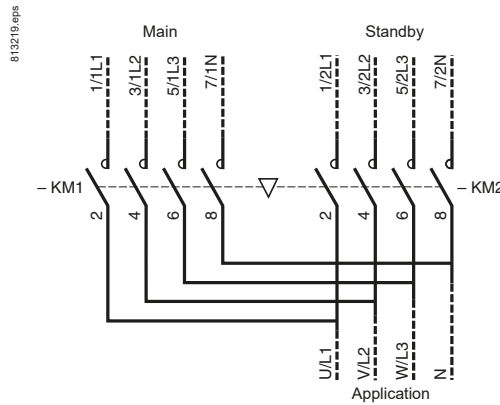 813219.eps
Main
Standby
1/1L1
3/1L2
5/1L3
7/1N
1/2L1
3/2L2
5/2L3
7/2N
– KM1
– KM2
2
4
6
8
2
4
6
8
U/L1
V/L2
W/L3
N
Application